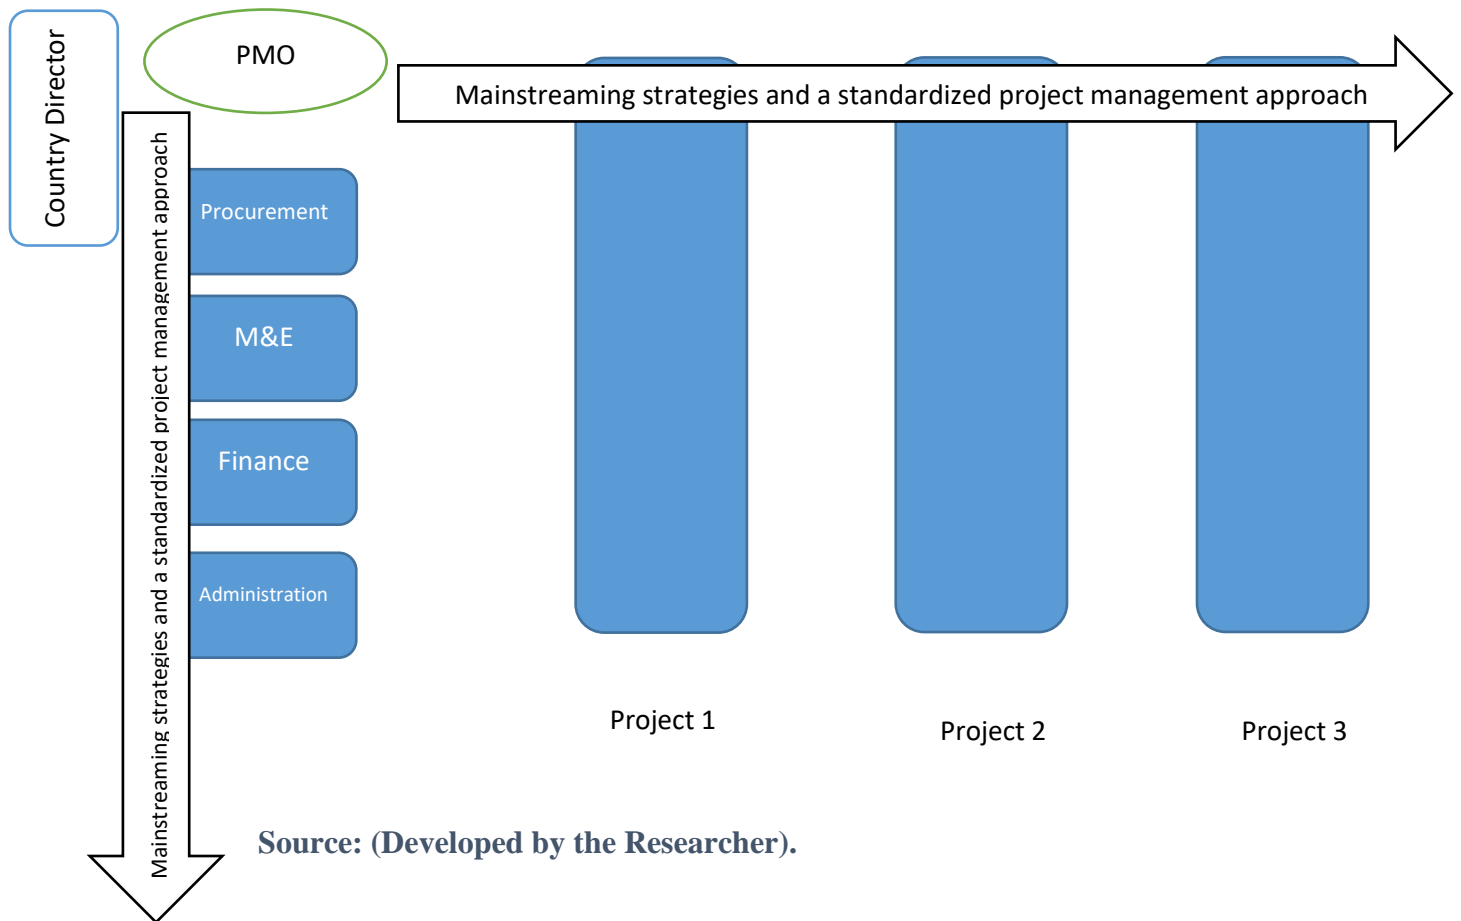 Country Director
PMO
Mainstreaming strategies and a standardized project management approach
Mainstreaming strategies and a standardized project management approach
Procurement
M&E
Finance
Administration
Project 1
Project 2
Project 3
Source: (Developed by the Researcher).